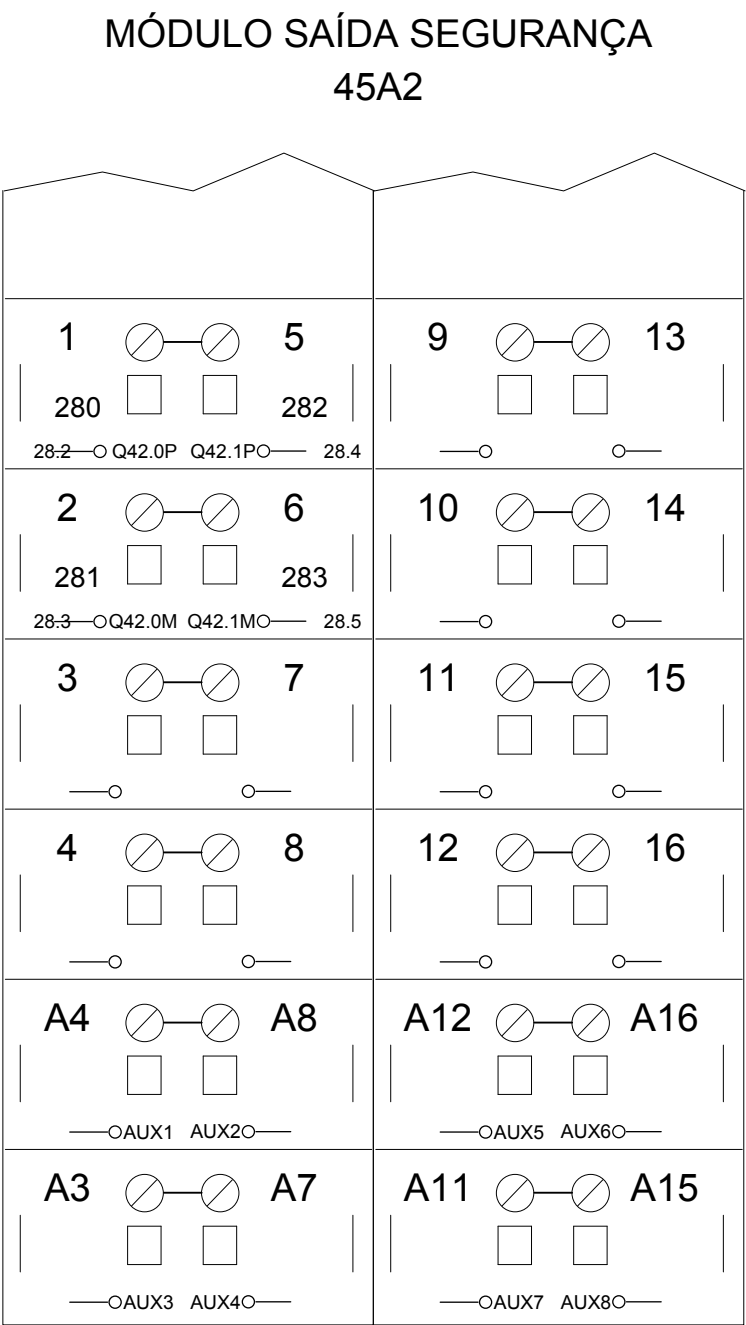 MÓDULO SAÍDA SEGURANÇA
45A2
1 5 9 13
280 282
28.2 Q42.0P Q42.1P 28.4
2 6 10 14
281 283
28.3 Q42.0M Q42.1M 28.5
3 7 11 15
4 8 12 16
A4 A8 A12 A16
AUX1 AUX2 AUX5 AUX6
A3 A7 A11 A15
AUX3 AUX4 AUX7 AUX8